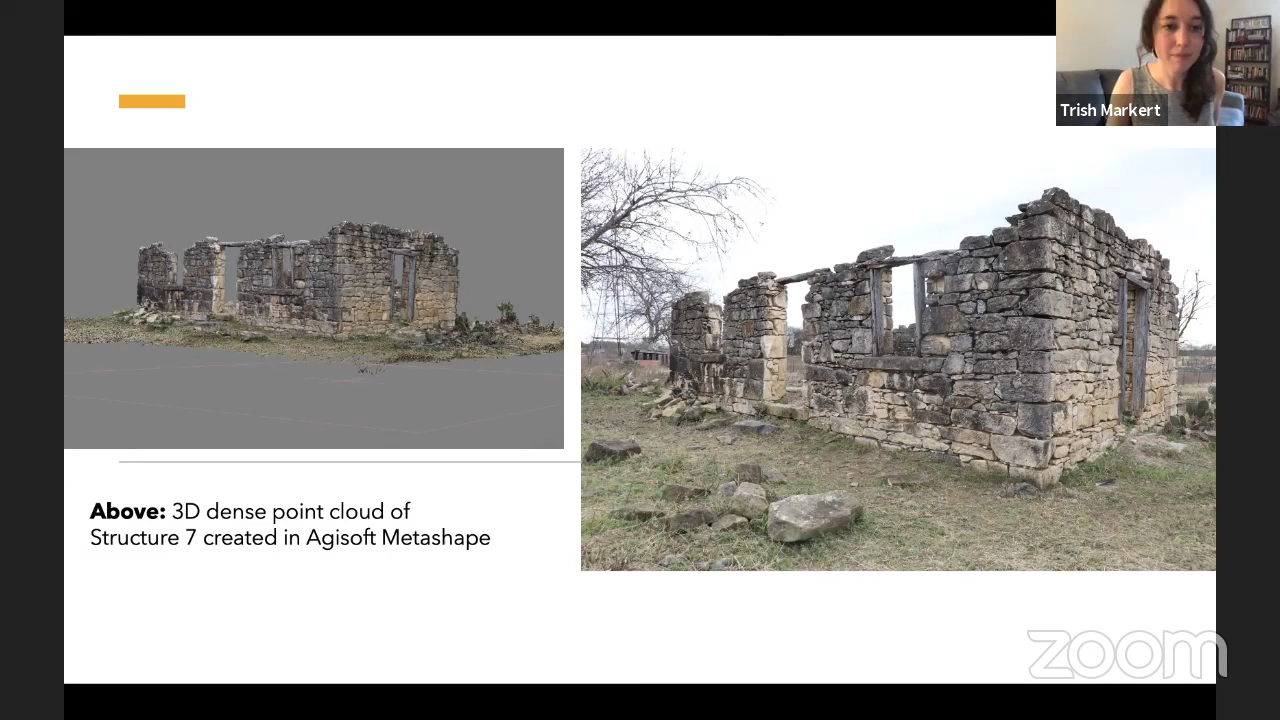 Trish Markert
Above: 3D dense point cloud of
Structure 7 created in Agisoft Metashape
zoom